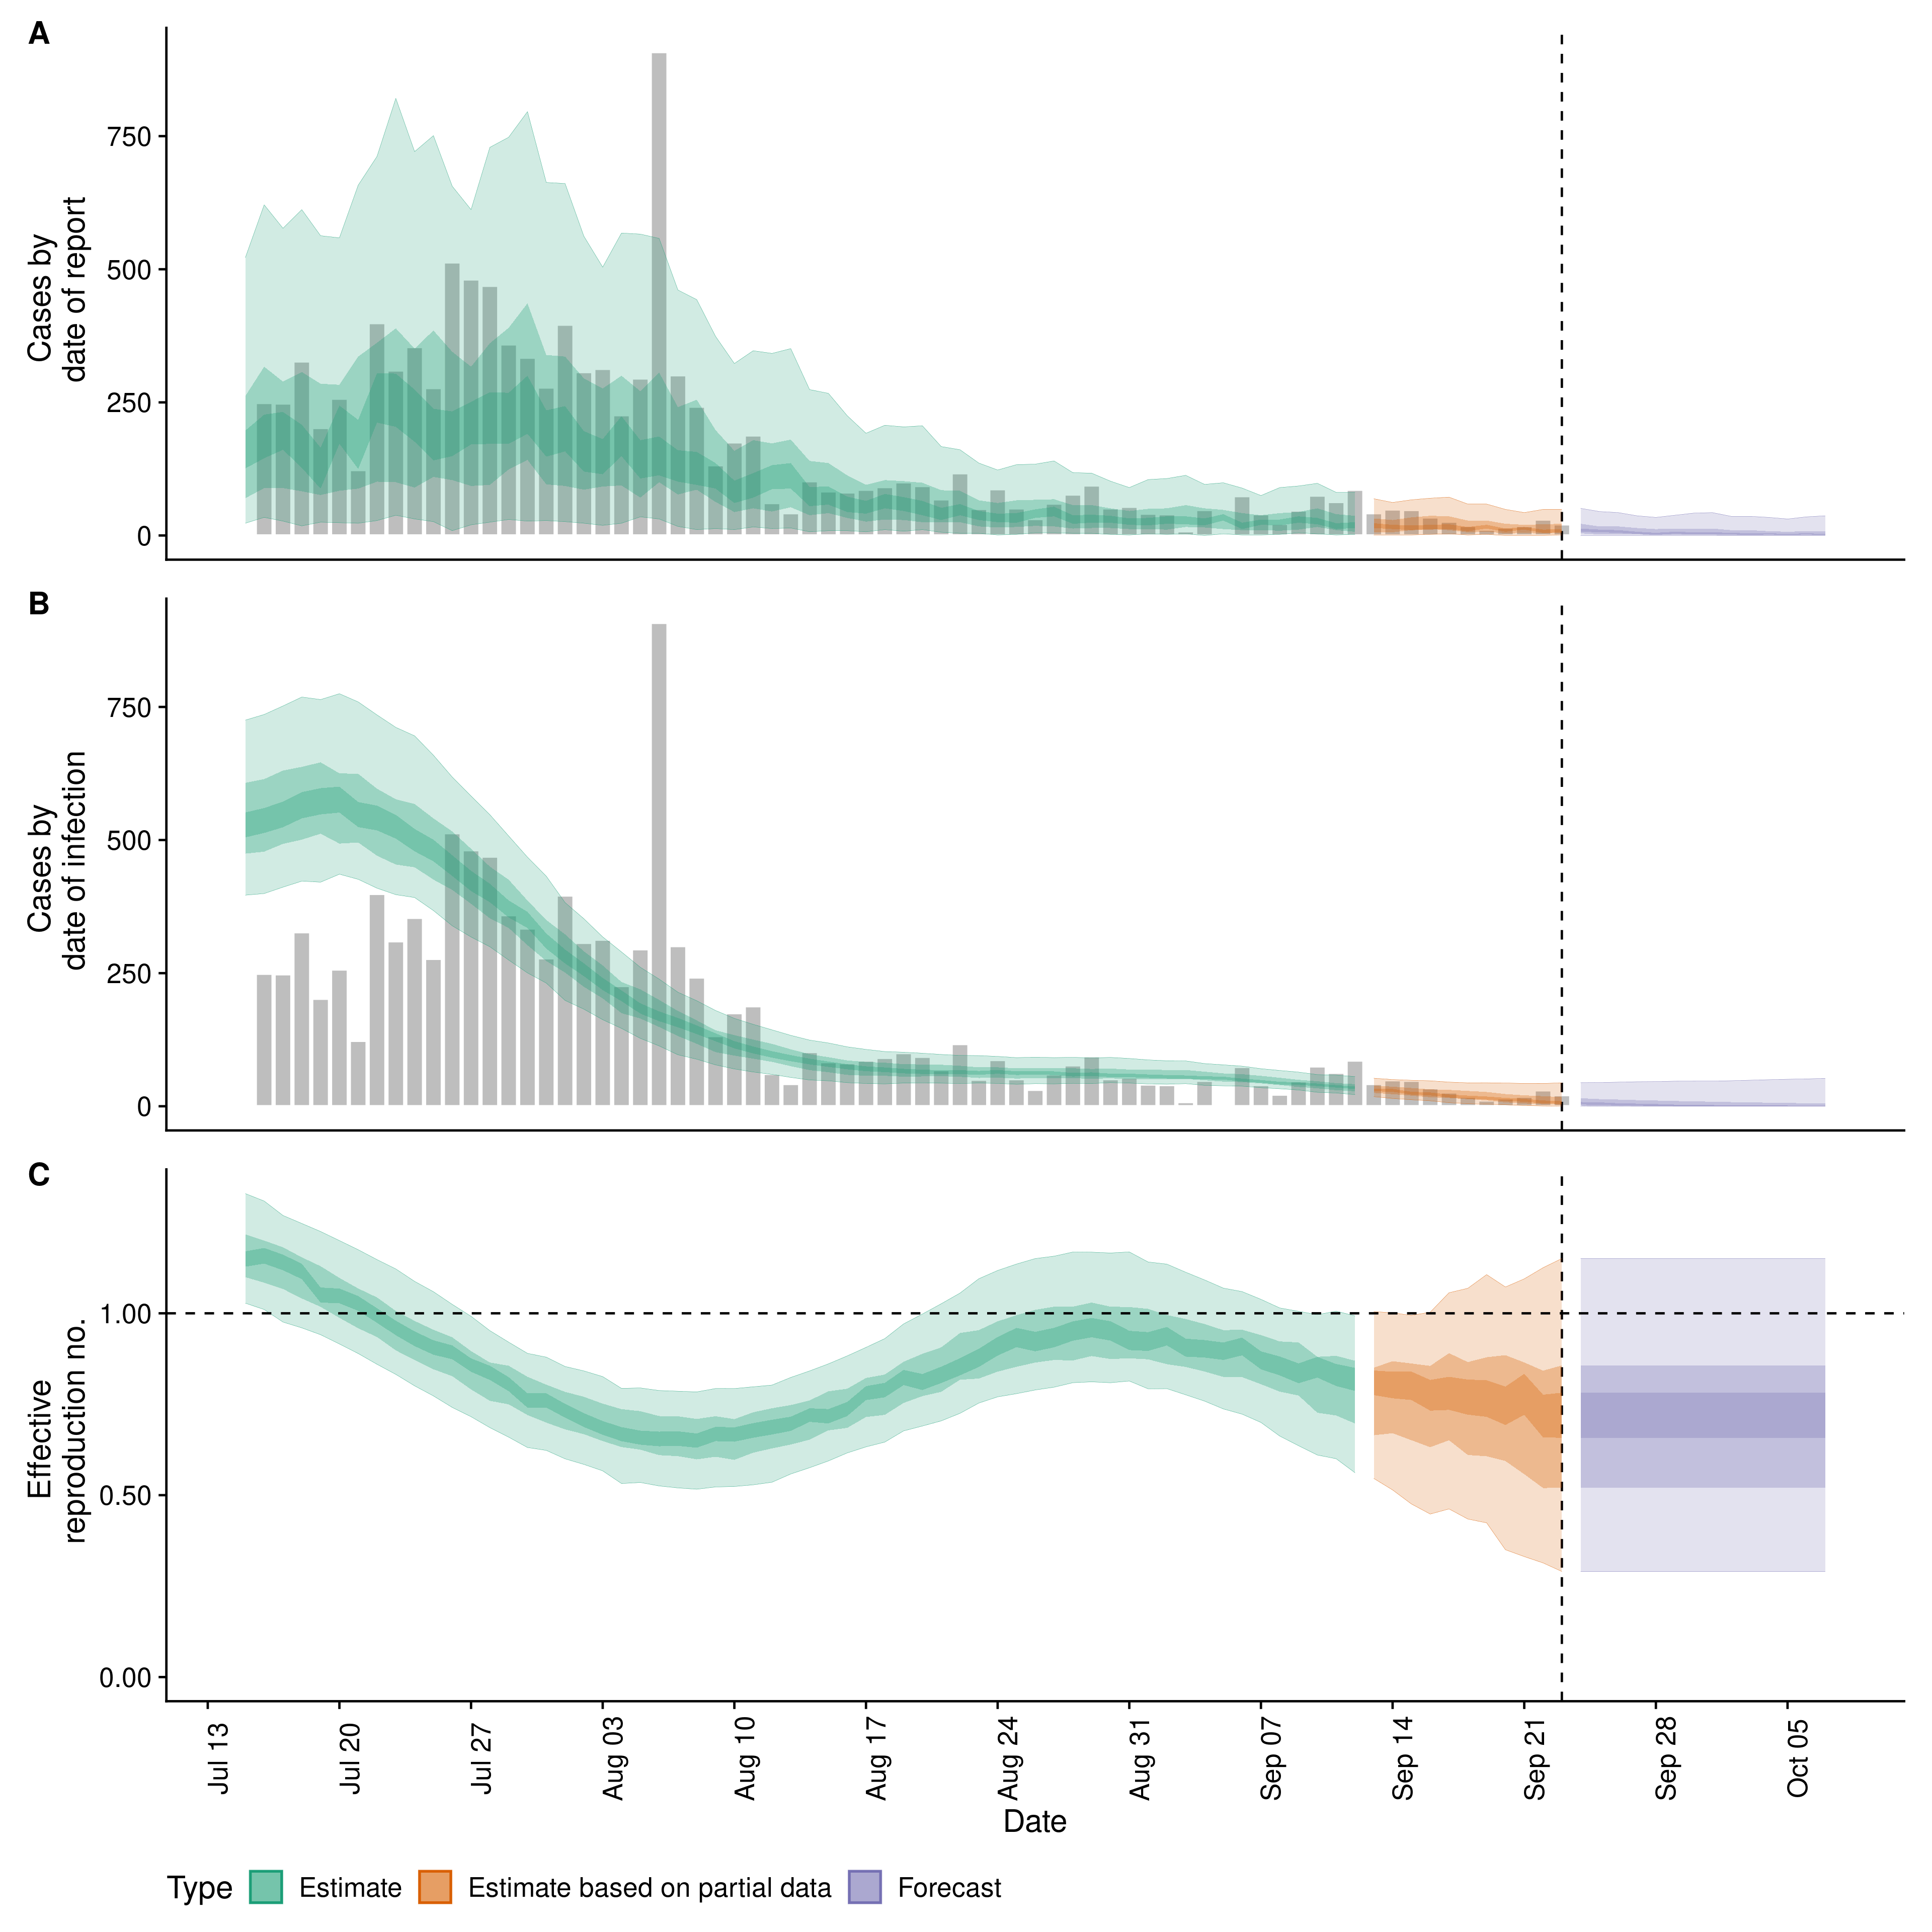 A
Cases by
date of report
750
500
250
0
B
Cases by
date of infection
750
500
250
0
C
Effective
reproduction no.
1.00
0.50
0.00
Jul 13
Jul 20
Jul 27
Aug 03
Aug 10
Aug 17
Aug 24
Aug 31
Sep 07
Sep 14
Sep 21
Sep 28
Oct 05
Date
Type Estimate Estimate based on partial data Forecast